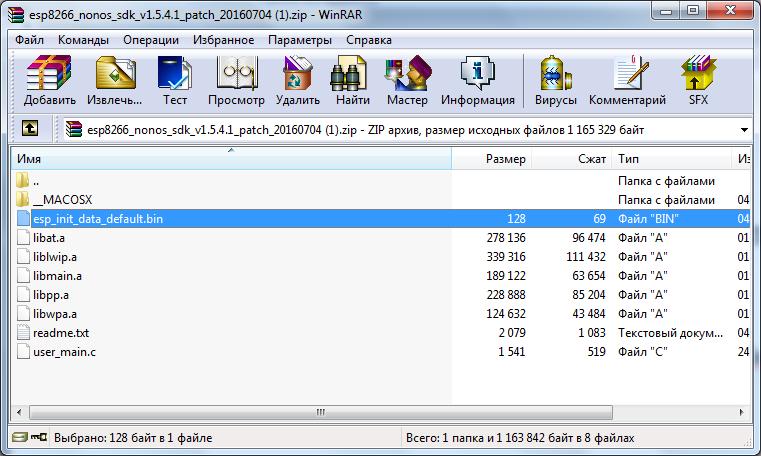 esp8266_nonos_sdk_v1.5.4.1_patch_20160704 (1).zip - WinRAR
Файл Команды Операции Избранное Параметры Справка
Добавить Извлечь... Тест Просмотр Удалить Найти Мастер Информация Вирусы Комментарий SFX
esp8266_nonos_sdk_v1.5.4.1_patch_20160704 (1).zip - ZIP архив, размер исходных файлов 1 165 329 байт
Имя Размер Сжат Тип Из
.. Папка с файлами
__MACOSX Папка с файлами 04
esp_init_data_default.bin 128 69 Файл "BIN" 04
libat.a 278 136 96 474 Файл "A" 01
liblwip.a 339 316 111 432 Файл "A" 01
libmain.a 189 122 63 654 Файл "A" 01
libpp.a 228 888 85 204 Файл "A" 01
libwpa.a 124 632 43 484 Файл "A" 01
readme.txt 2 079 1 083 Текстовый докум... 04
user_main.c 1 541 519 Файл "C" 24
Выбрано: 128 байт в 1 файле Всего: 1 папка и 1 163 842 байт в 8 файлах